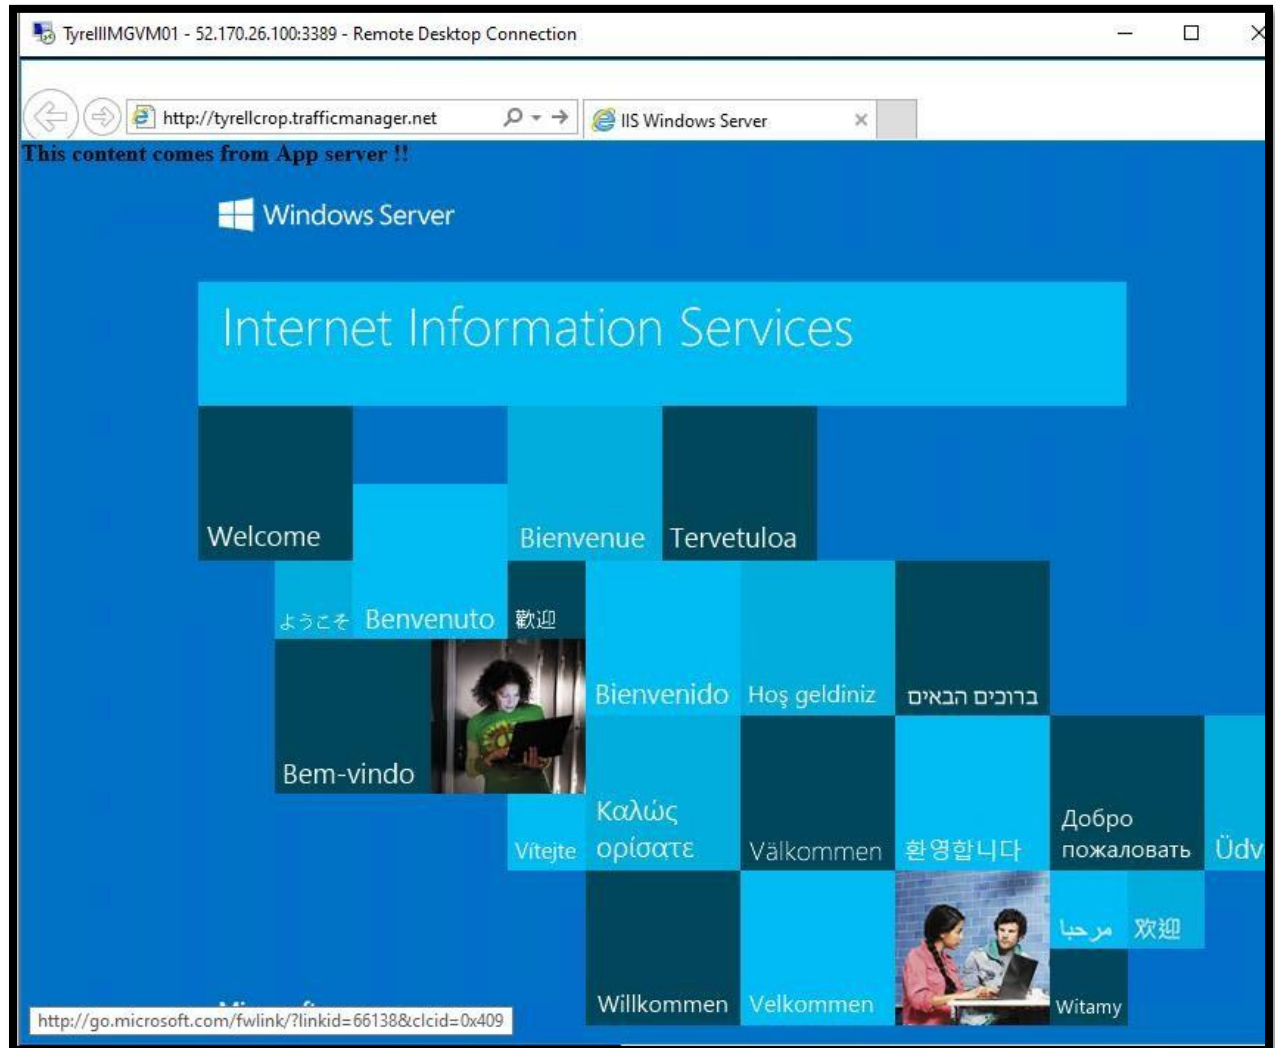 TyrellIMGVM01 - 52.170.26.100:3389 - Remote Desktop Connection
http://tyrellcrop.trafficmanager.net
IIS Windows Server
This content comes from App server !!
Windows Server
Internet Information Services
Welcome
Bienvenue
Tervetuloa
ようこそ
Benvenuto
歡迎
Bienvenido
Hoş geldiniz
ברוכים הבאים
Bem-vindo
Vítejte
Καλώς
ορίσατε
Välkommen
환영합니다
Добро
пожаловать
Üdv
مرحبا
欢迎
Willkommen
Velkommen
Witamy
http://go.microsoft.com/fwlink/?linkid=66138&clcid=0x409